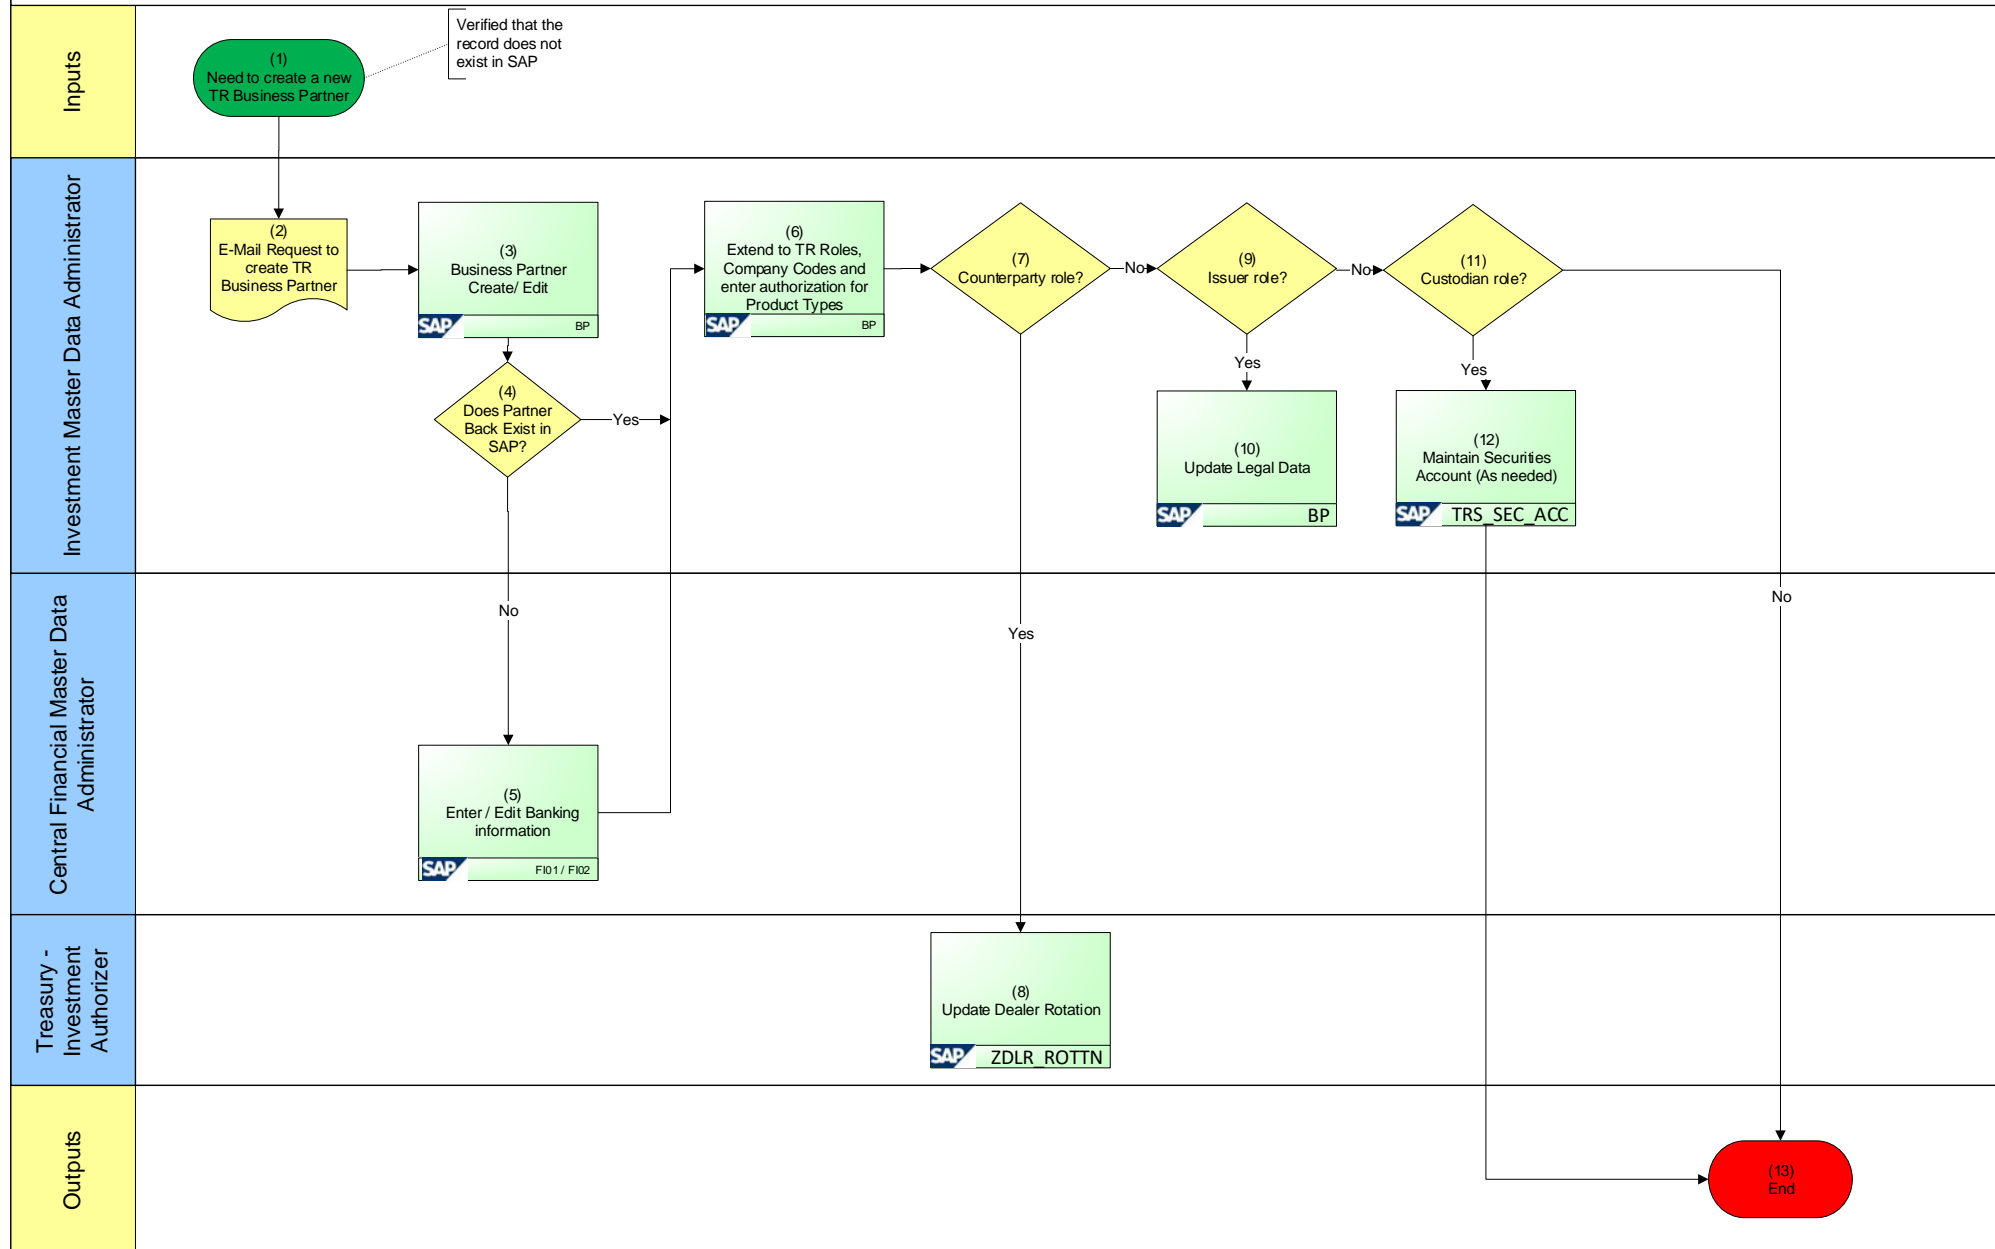 Inputs
(1)
Need to create a new
TR Business Partner
Verified that the
record does not
exist in SAP
Investment Master Data Administrator
(2)
E-Mail Request to
create TR
Business Partner
(3)
Business Partner
Create/ Edit
SAP
BP
(4)
Does Partner
Back Exist in
SAP?
Yes
No
(6)
Extend to TR Roles,
Company Codes and
enter authorization for
Product Types
SAP
BP
(7)
Counterparty role?
No
Yes
(9)
Issuer role?
No
Yes
(11)
Custodian role?
Yes
No
(10)
Update Legal Data
SAP
BP
(12)
Maintain Securities
Account (As needed)
SAP
TRS_SEC_ACC
Central Financial Master Data
Administrator
(5)
Enter / Edit Banking
information
SAP
FI01 / FI02
Treasury -
Investment
Authorizer
(8)
Update Dealer Rotation
SAP
ZDLR_ROTTN
Outputs
(13)
End